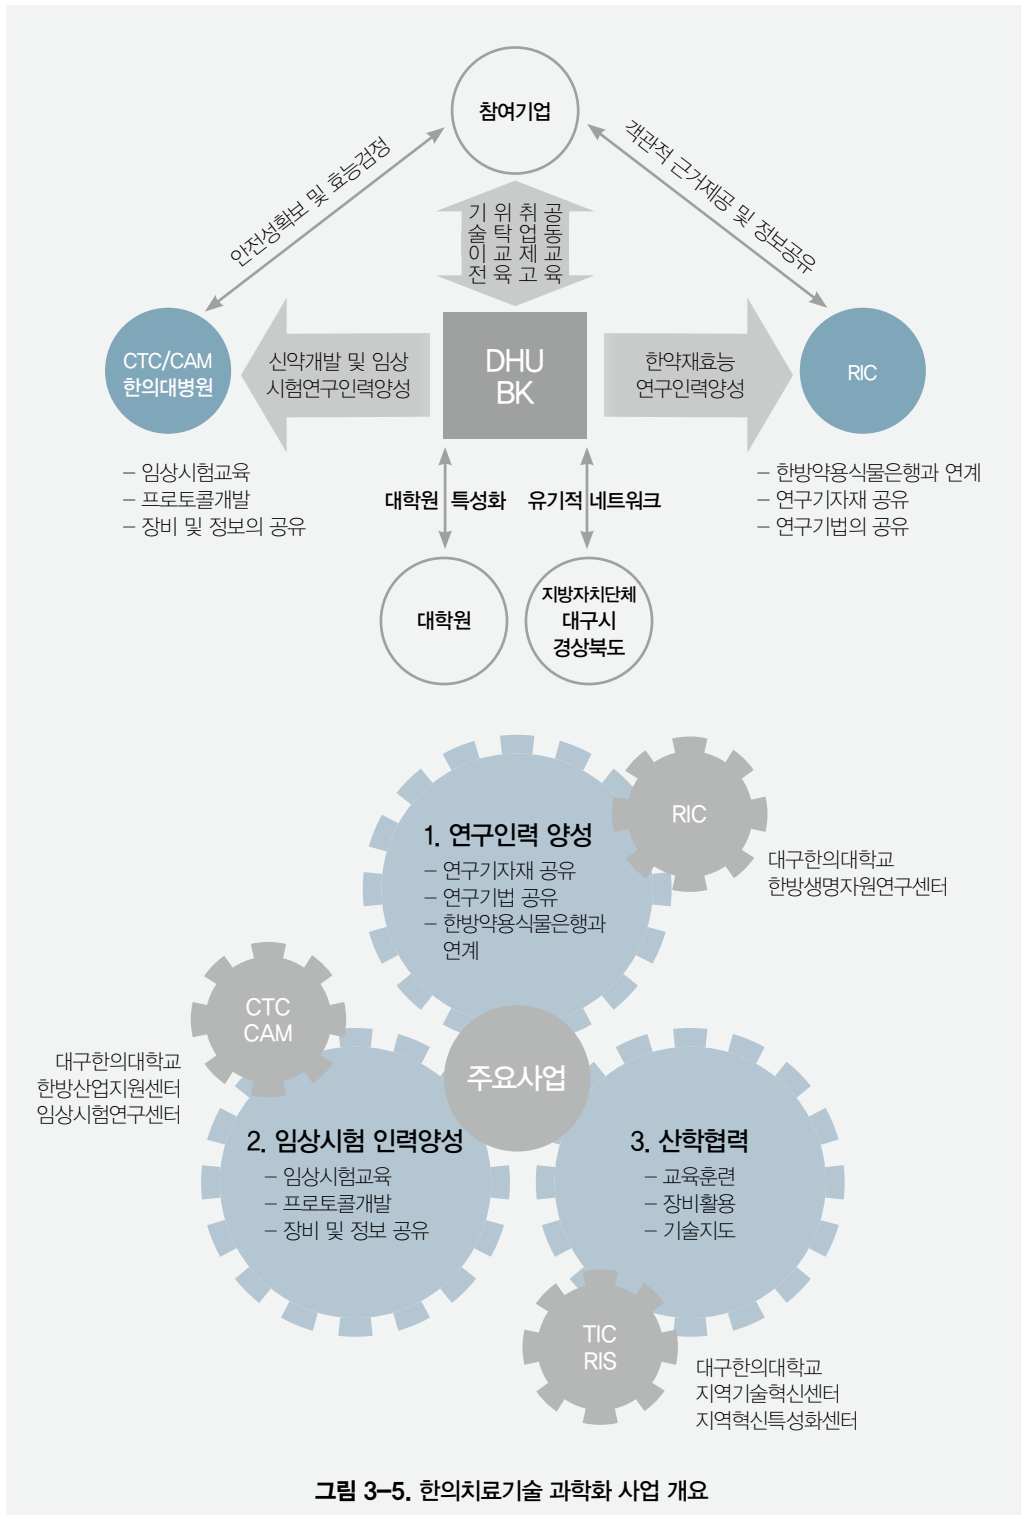 참여기업
안전성확보 및 효능검정
객관적 근거제공 및 정보공유
기술이전
위탁교육
취업제고
공동교육
CTC/CAM
한의대병원
신약개발 및 임상
시험연구인력양성
DHU
BK
한약재효능
연구인력양성
RIC
– 임상시험교육
– 프로토콜개발
– 장비 및 정보의 공유
– 한방약용식물은행과 연계
– 연구기자재 공유
– 연구기법의 공유
대학원 특성화
유기적 네트워크
대학원
지방자치단체
대구시
경상북도
1. 연구인력 양성
– 연구기자재 공유
– 연구기법 공유
– 한방약용식물은행과
연계
RIC
대구한의대학교
한방생명자원연구센터
CTC
CAM
대구한의대학교
한방산업지원센터
임상시험연구센터
주요사업
2. 임상시험 인력양성
– 임상시험교육
– 프로토콜개발
– 장비 및 정보 공유
3. 산학협력
– 교육훈련
– 장비활용
– 기술지도
TIC
RIS
대구한의대학교
지역기술혁신센터
지역혁신특성화센터
그림 3–5. 한의치료기술 과학화 사업 개요